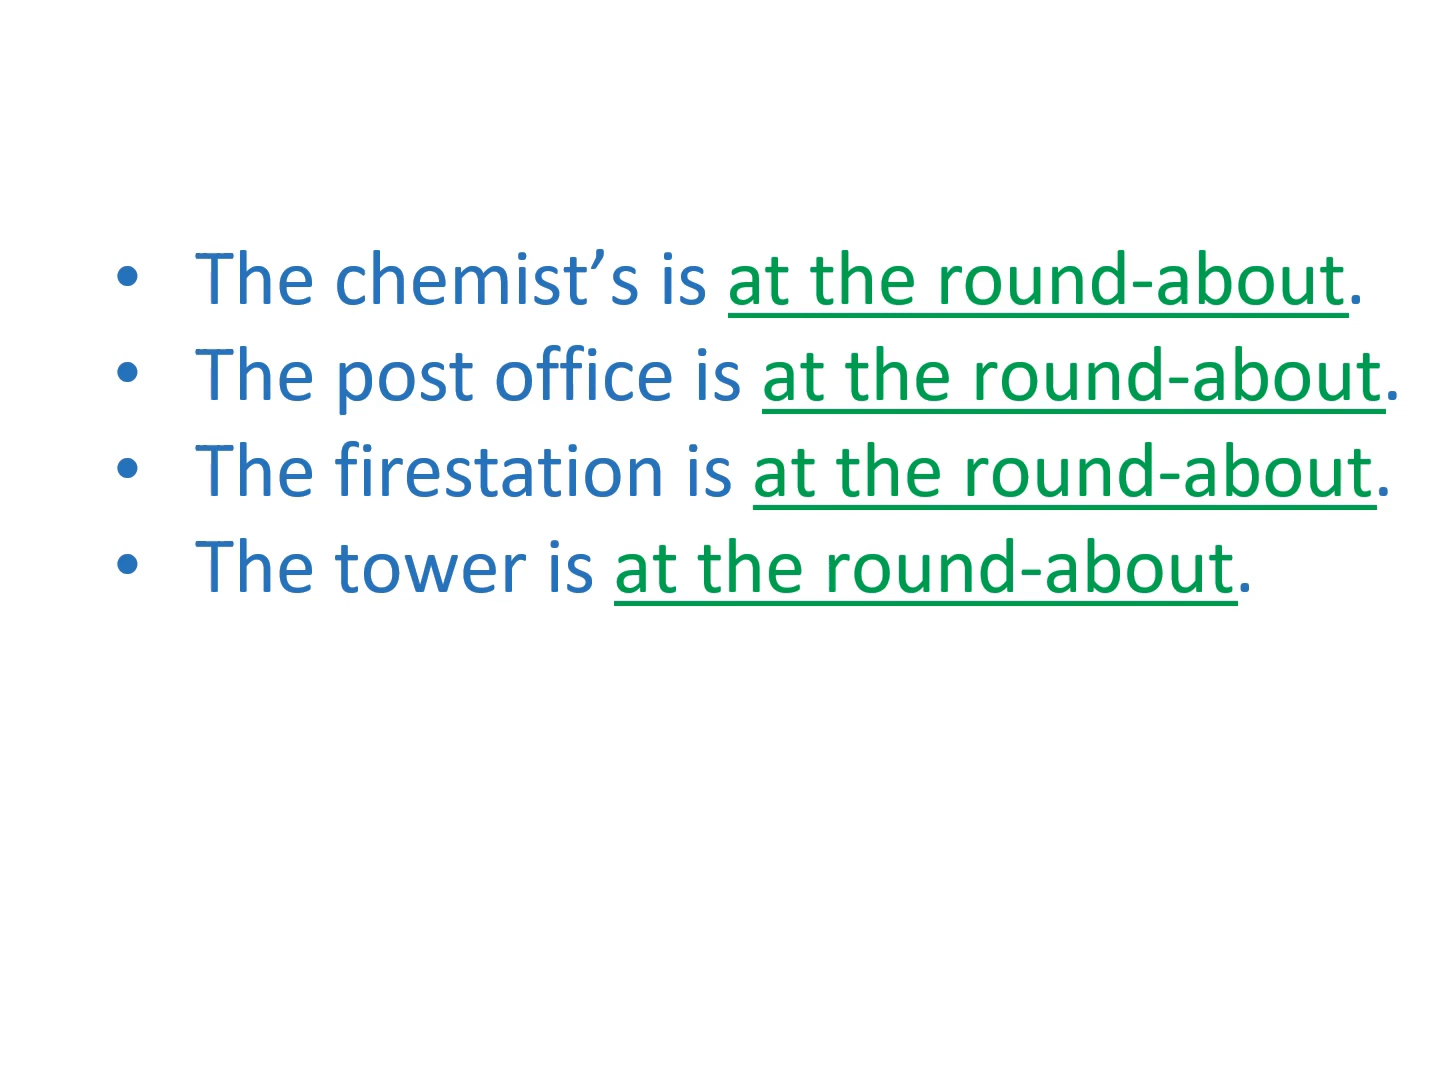 • The chemist’s is at the round-about.
• The post office is at the round-about.
• The firestation is at the round-about.
• The tower is at the round-about.